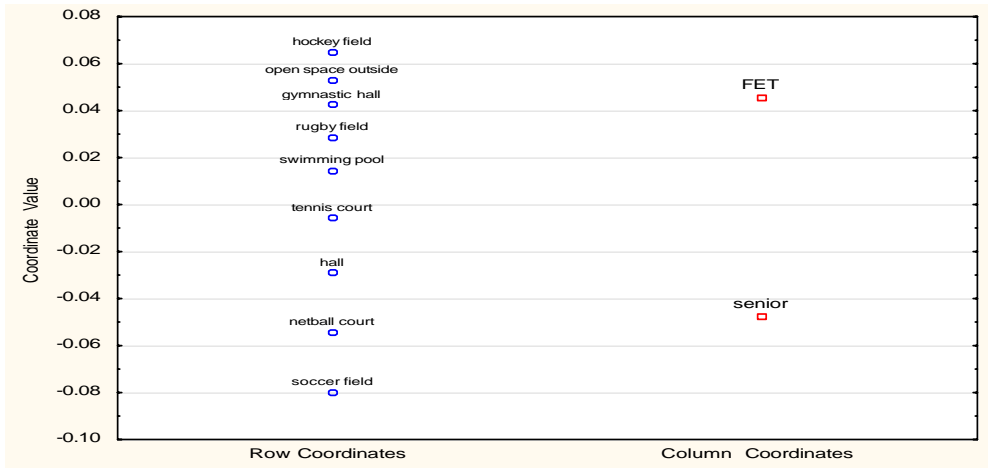 0.08
0.06
0.04
0.02
0.00
-0.02
-0.04
-0.06
-0.08
-0.10
Coordinate Value
hockey field
open space outside
gymnastic hall
rugby field
swimming pool
tennis court
hall
netball court
soccer field
FET
senior
Row Coordinates
Column Coordinates